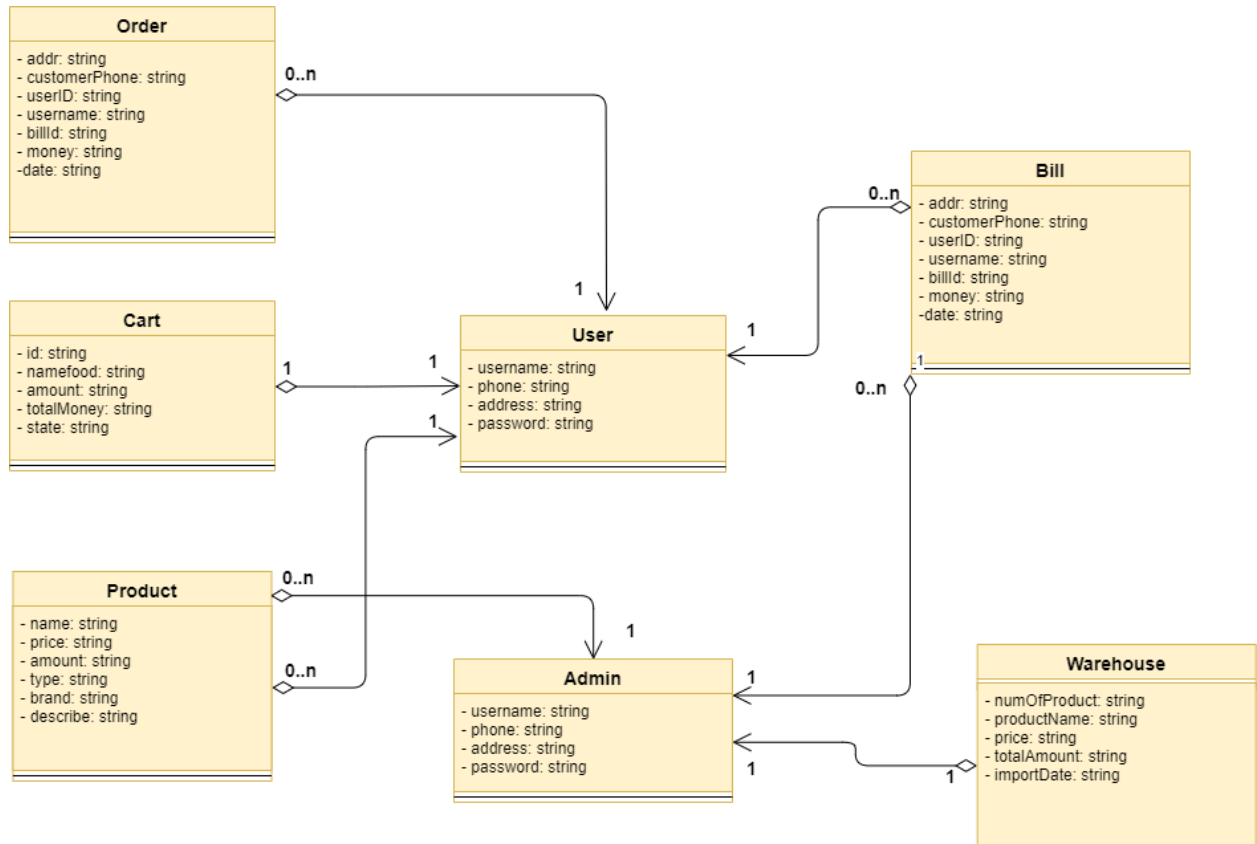 Order
- addr: string
- customerPhone: string
- userID: string
- username: string
- billId: string
- money: string
-date: string
0..n
1
Cart
- id: string
- namefood: string
- amount: string
- totalMoney: string
- state: string
1
1
User
- username: string
- phone: string
- address: string
- password: string
1
1
Bill
- addr: string
- customerPhone: string
- userID: string
- username: string
- billId: string
- money: string
-date: string
0..n
1
0..n
Product
- name: string
- price: string
- amount: string
- type: string
- brand: string
- describe: string
0..n
0..n
1
Admin
- username: string
- phone: string
- address: string
- password: string
1
1
Warehouse
- numOfProduct: string
- productName: string
- price: string
- totalAmount: string
- importDate: string
1